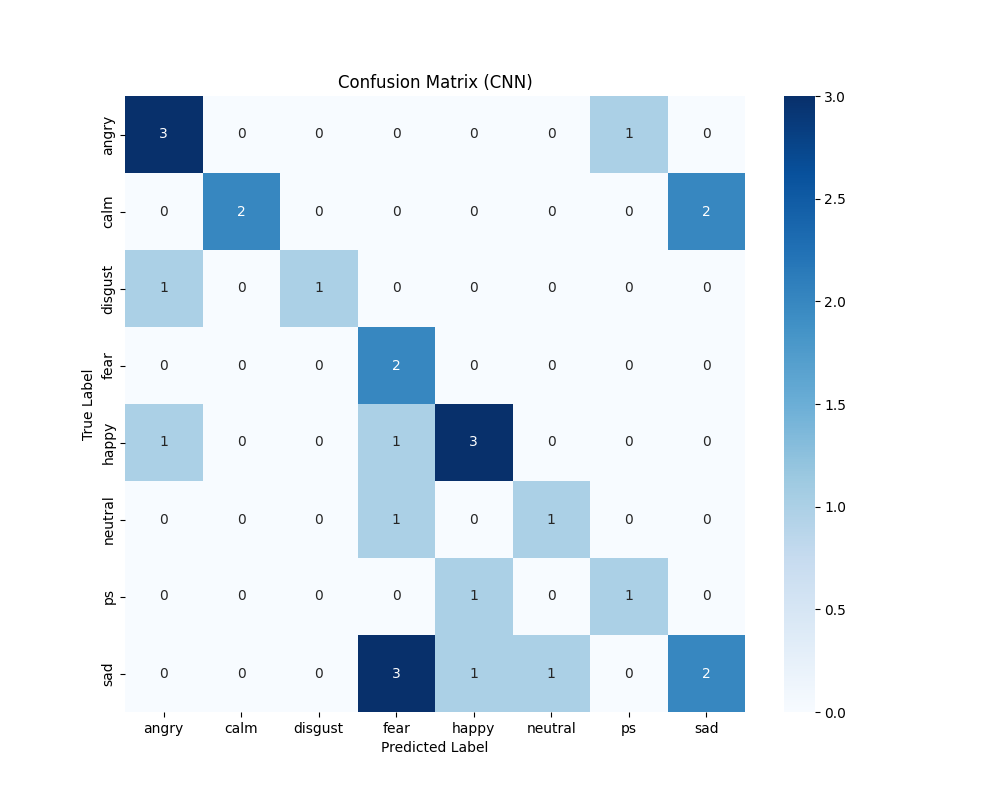 Confusion Matrix (CNN)
angry 3 0 0 0 0 0 1 0
calm 0 2 0 0 0 0 0 2
disgust 1 0 1 0 0 0 0 0
fear 0 0 0 2 0 0 0 0
happy 1 0 0 1 3 0 0 0
neutral 0 0 0 1 0 1 0 0
ps 0 0 0 0 1 0 1 0
sad 0 0 0 3 1 1 0 2
angry calm disgust fear happy neutral ps sad
Predicted Label
True Label
3.0
2.5
2.0
1.5
1.0
0.5
0.0